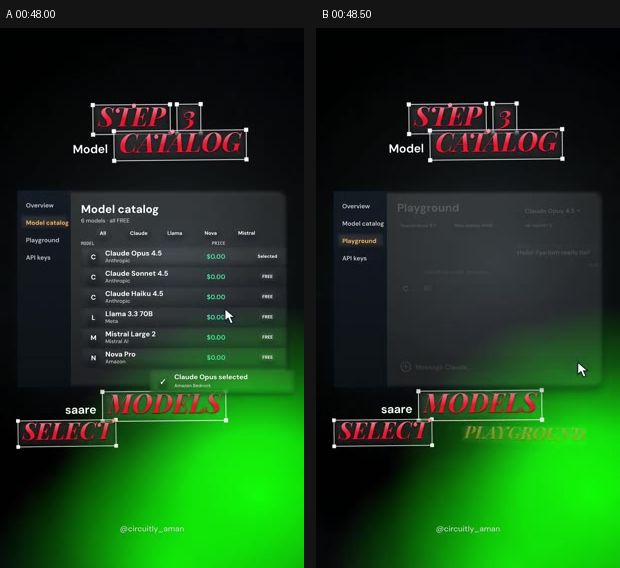 A 00:48.00
STEP 3
Model CATALOG
Overview
Model catalog
Playground
API keys
Model catalog
6 models · all FREE
All Claude Llama Nova Mistral
MODEL PRICE
C Claude Opus 4.5 $0.00 Selected
Anthropic
C Claude Sonnet 4.5 $0.00 FREE
Anthropic
C Claude Haiku 4.5 $0.00 FREE
Anthropic
L Llama 3.3 70B $0.00 FREE
Meta
M Mistral Large 2 $0.00 FREE
Mistral AI
N Nova Pro $0.00 FREE
Amazon
✓ Claude Opus selected
Amazon Bedrock
saare MODELS
SELECT
@circuitly_aman
B 00:48.50
STEP 3
Model CATALOG
Overview
Model catalog
Playground
API keys
Playground
Claude Opus 4.5
Message Claude...
saare MODELS
SELECT PLAYGROUND
@circuitly_aman